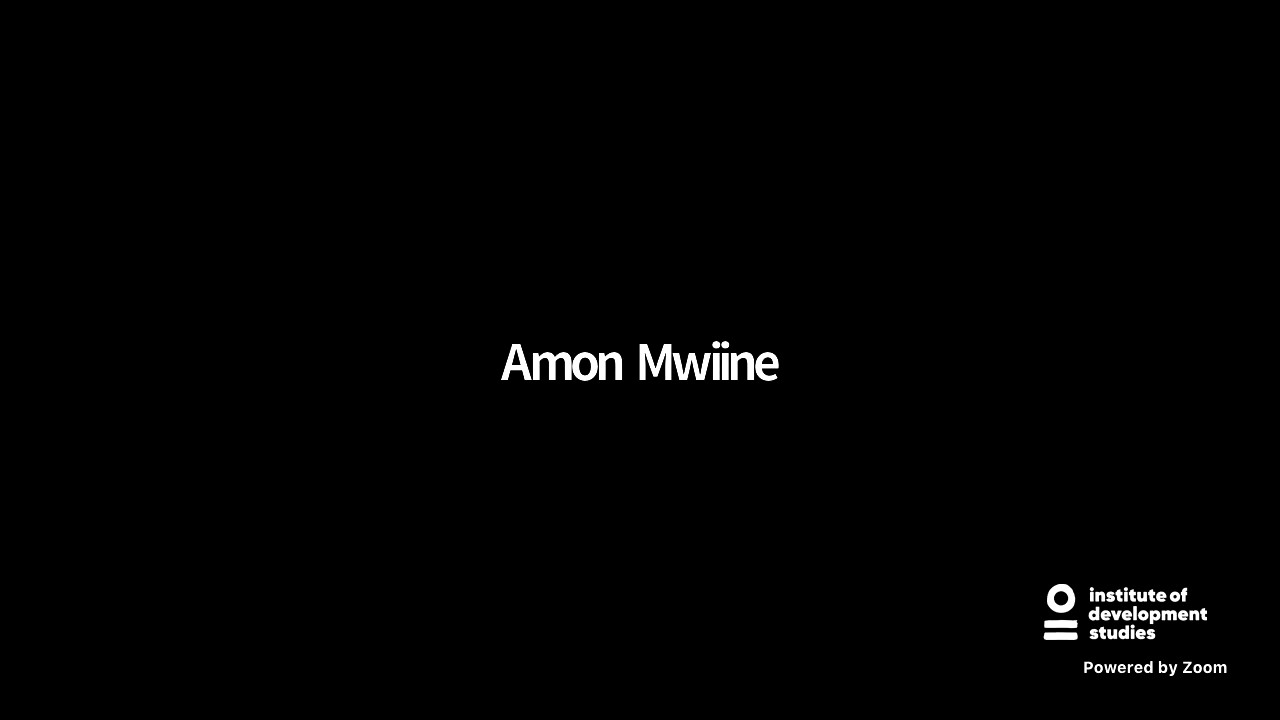 Amon Mwiine
institute of
development
studies
Powered by Zoom